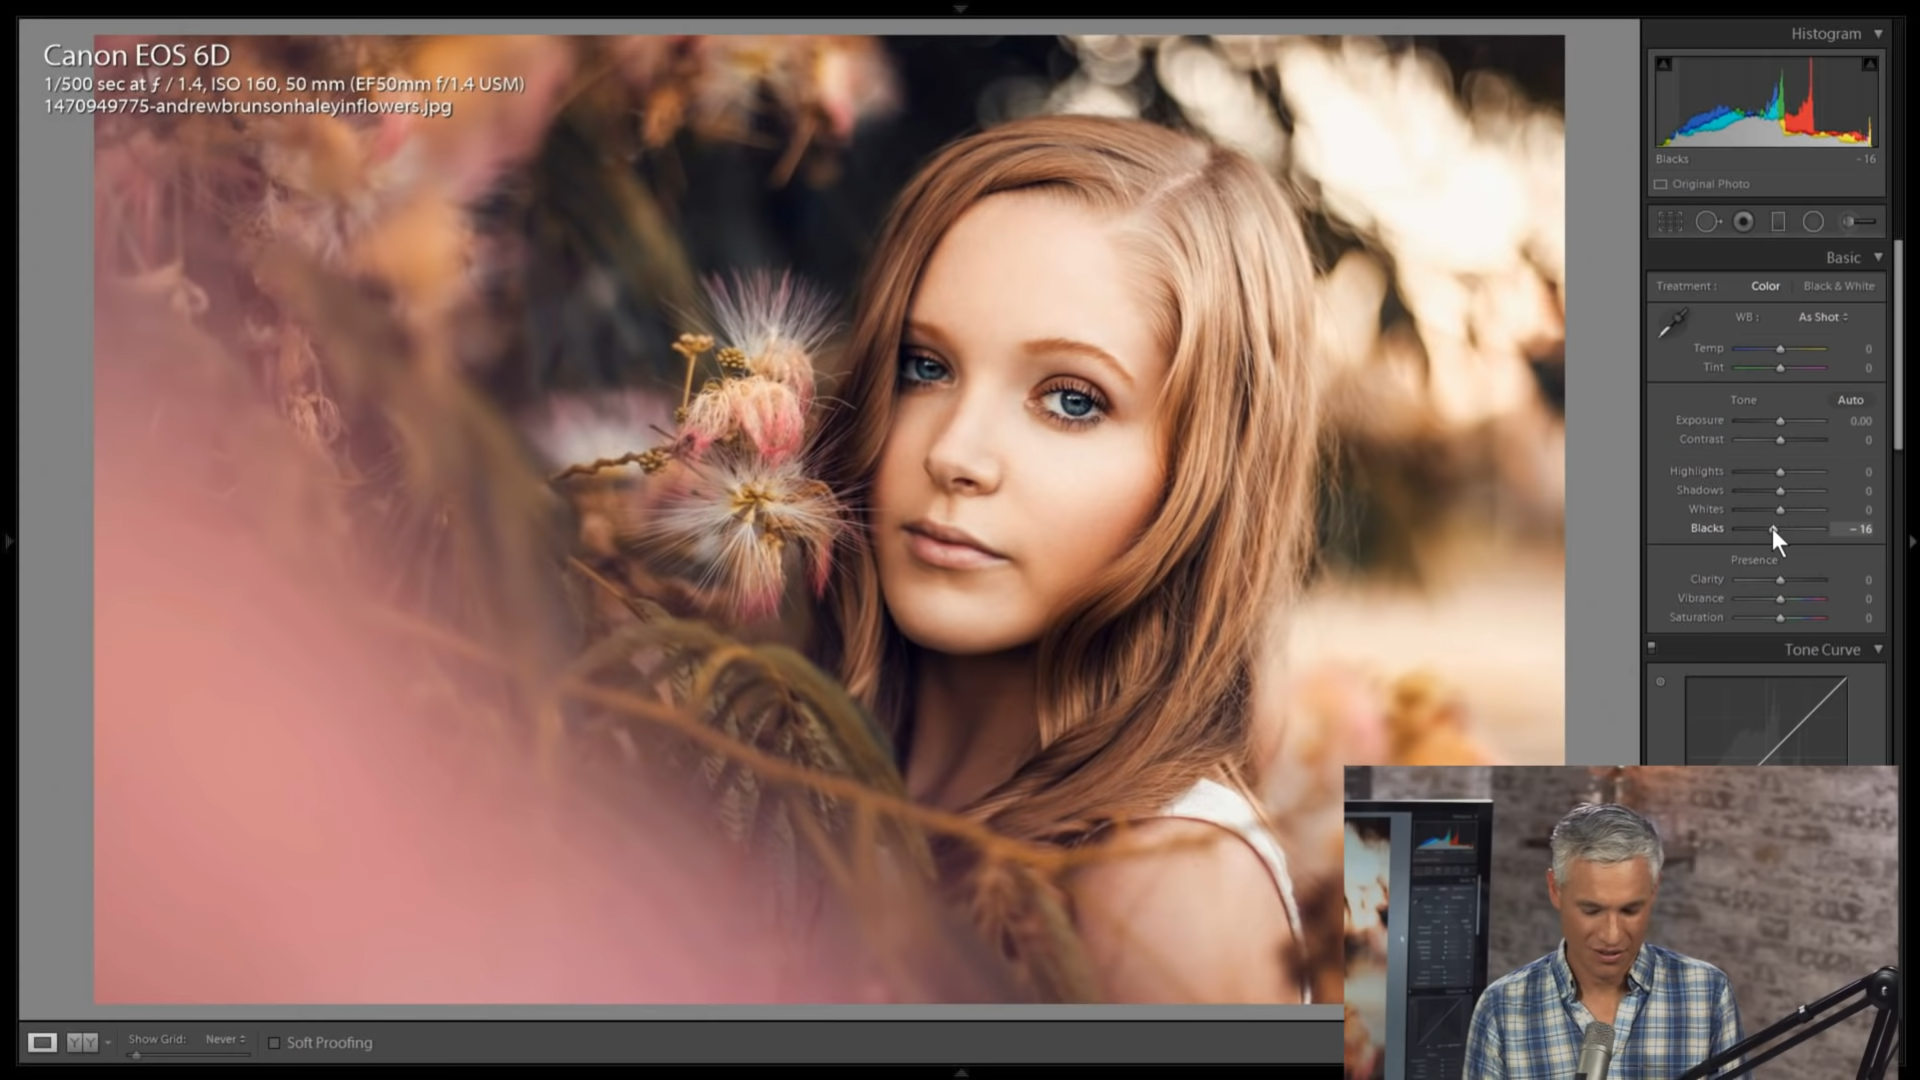 Canon EOS 6D
1/500 sec at ƒ / 1.4, ISO 160, 50 mm (EF50mm f/1.4 USM)
1470949775-andrewbrunsonhaleyinflowers.jpg
Histogram
Blacks -16
Original Photo
Basic
Treatment : Color Black & White
WB : As Shot
Temp 0
Tint 0
Tone Auto
Exposure 0.00
Contrast 0
Highlights 0
Shadows 0
Whites 0
Blacks -16
Presence
Clarity 0
Vibrance 0
Saturation 0
Tone Curve
Y Y Show Grid: Never Soft Proofing